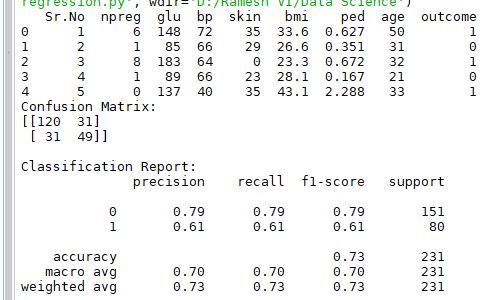 regression.py', wdir='D:/Ramesh VI/Data Science')
Sr.No npreg glu bp skin bmi ped age outcome
0 1 6 148 72 35 33.6 0.627 50 1
1 2 1 85 66 29 26.6 0.351 31 0
2 3 8 183 64 0 23.3 0.672 32 1
3 4 1 89 66 23 28.1 0.167 21 0
4 5 0 137 40 35 43.1 2.288 33 1
Confusion Matrix:
[[120 31]
[ 31 49]]
Classification Report:
precision recall f1-score support
0 0.79 0.79 0.79 151
1 0.61 0.61 0.61 80
accuracy 0.73 231
macro avg 0.70 0.70 0.70 231
weighted avg 0.73 0.73 0.73 231